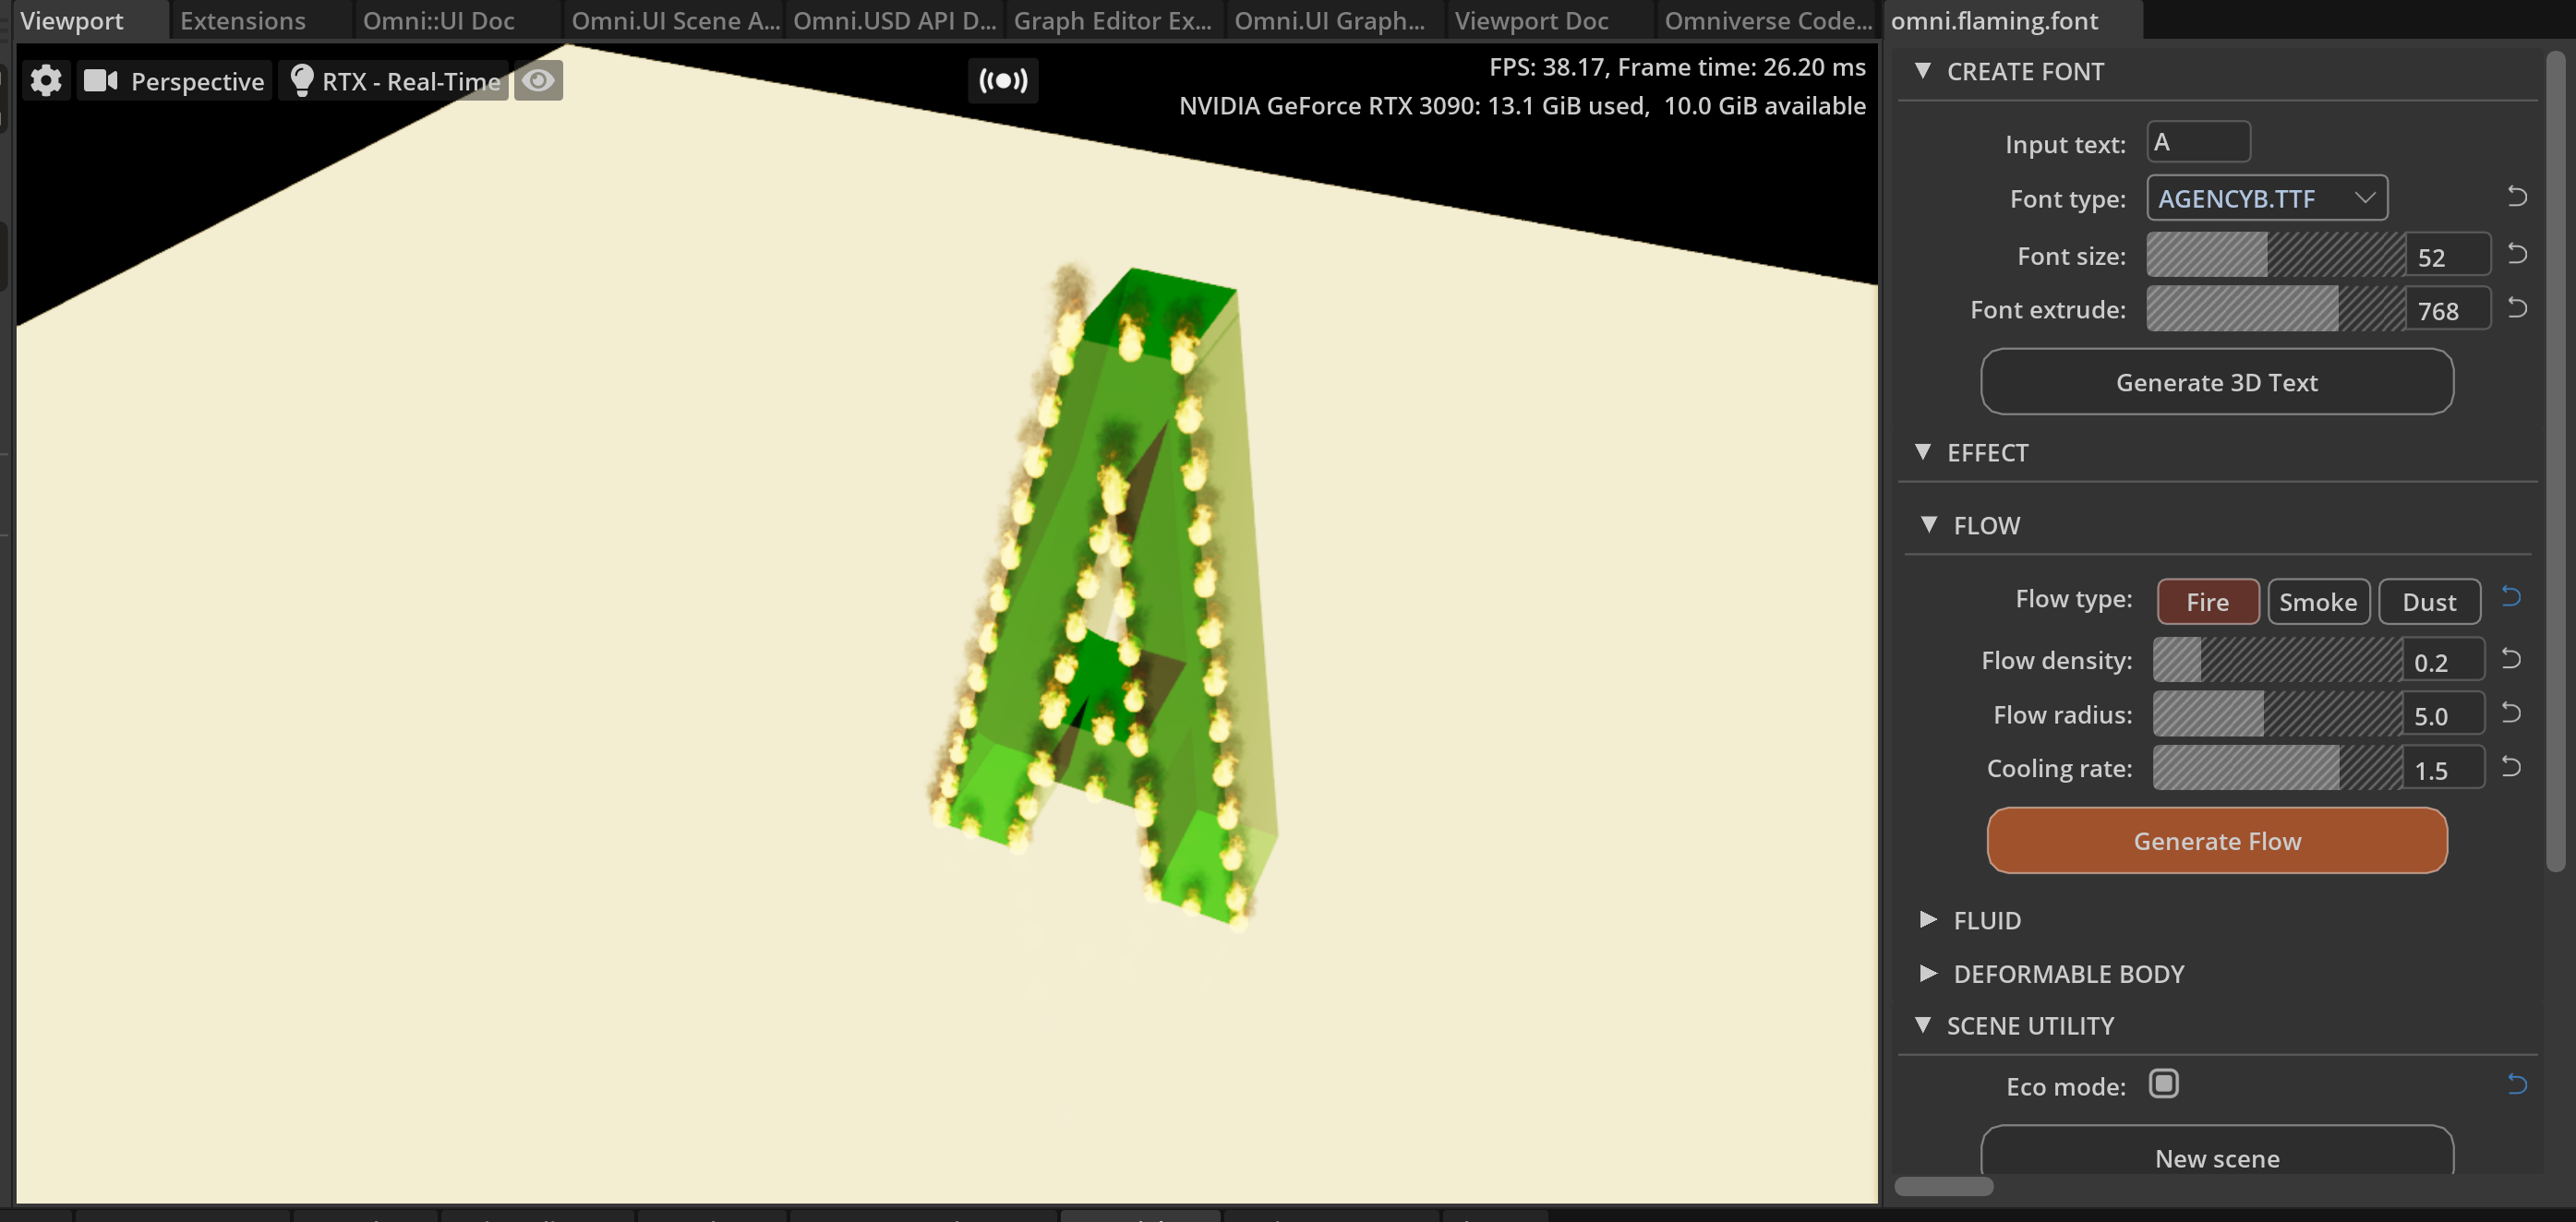 Viewport
Extensions
Omni::UI Doc
Omni.UI Scene A...
Omni.USD API D...
Graph Editor Ex...
Omni.UI Graph...
Viewport Doc
Omniverse Code...
omni.flaming.font
Perspective
RTX - Real-Time
FPS: 38.17, Frame time: 26.20 ms
NVIDIA GeForce RTX 3090: 13.1 GiB used, 10.0 GiB available
A
CREATE FONT
Input text: A
Font type: AGENCYB.TTF
Font size: 52
Font extrude: 768
Generate 3D Text
EFFECT
FLOW
Flow type: Fire Smoke Dust
Flow density: 0.2
Flow radius: 5.0
Cooling rate: 1.5
Generate Flow
FLUID
DEFORMABLE BODY
SCENE UTILITY
Eco mode:
New scene